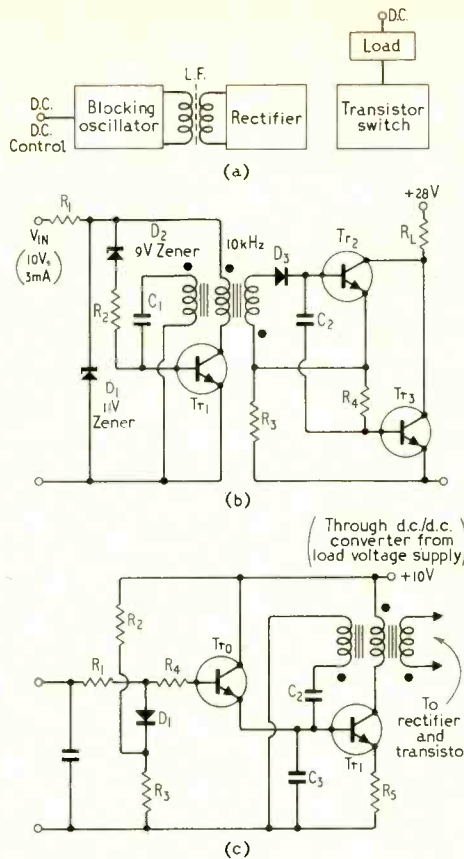 D.C.
Load
L.F.
D.C.
D.C.
Control
Blocking
oscillator
Rectifier
Transistor
switch
(a)
+28V
R1
VIN
(10V,
3mA)
D2
9V Zener
10kHz
D3
Tr2
RL
R2
C1
C2
D1
11V
Zener
Tr1
R3
R4
Tr3
(b)
(Through d.c./d.c.
converter from
load voltage supply)
+10V
R2
Tr0
R1
R4
C2
D1
Tr1
To
rectifier
and
transistor
R3
C3
R5
(c)